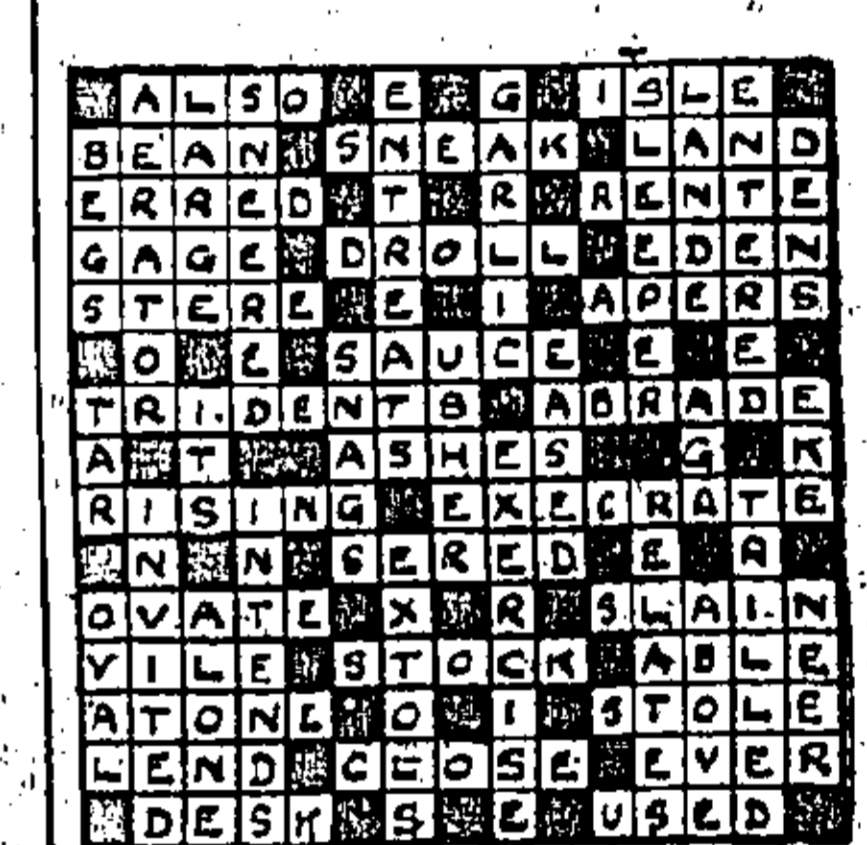 ALSO E G ISLE
BEAN SNEAK LAND
ERRED T R RENTE
GAGE DROLL EDEN
STERE E I APERS
O E SAUCE E E
TRIDENTS ABRADE
A T ASHES G K
RISING EXECRATE
N N SERED E A
OVATE X R SLAIN
VILE STOCK ABLE
ATONE O I STOLE
LEND CLOSE EVER
DESK S E USED